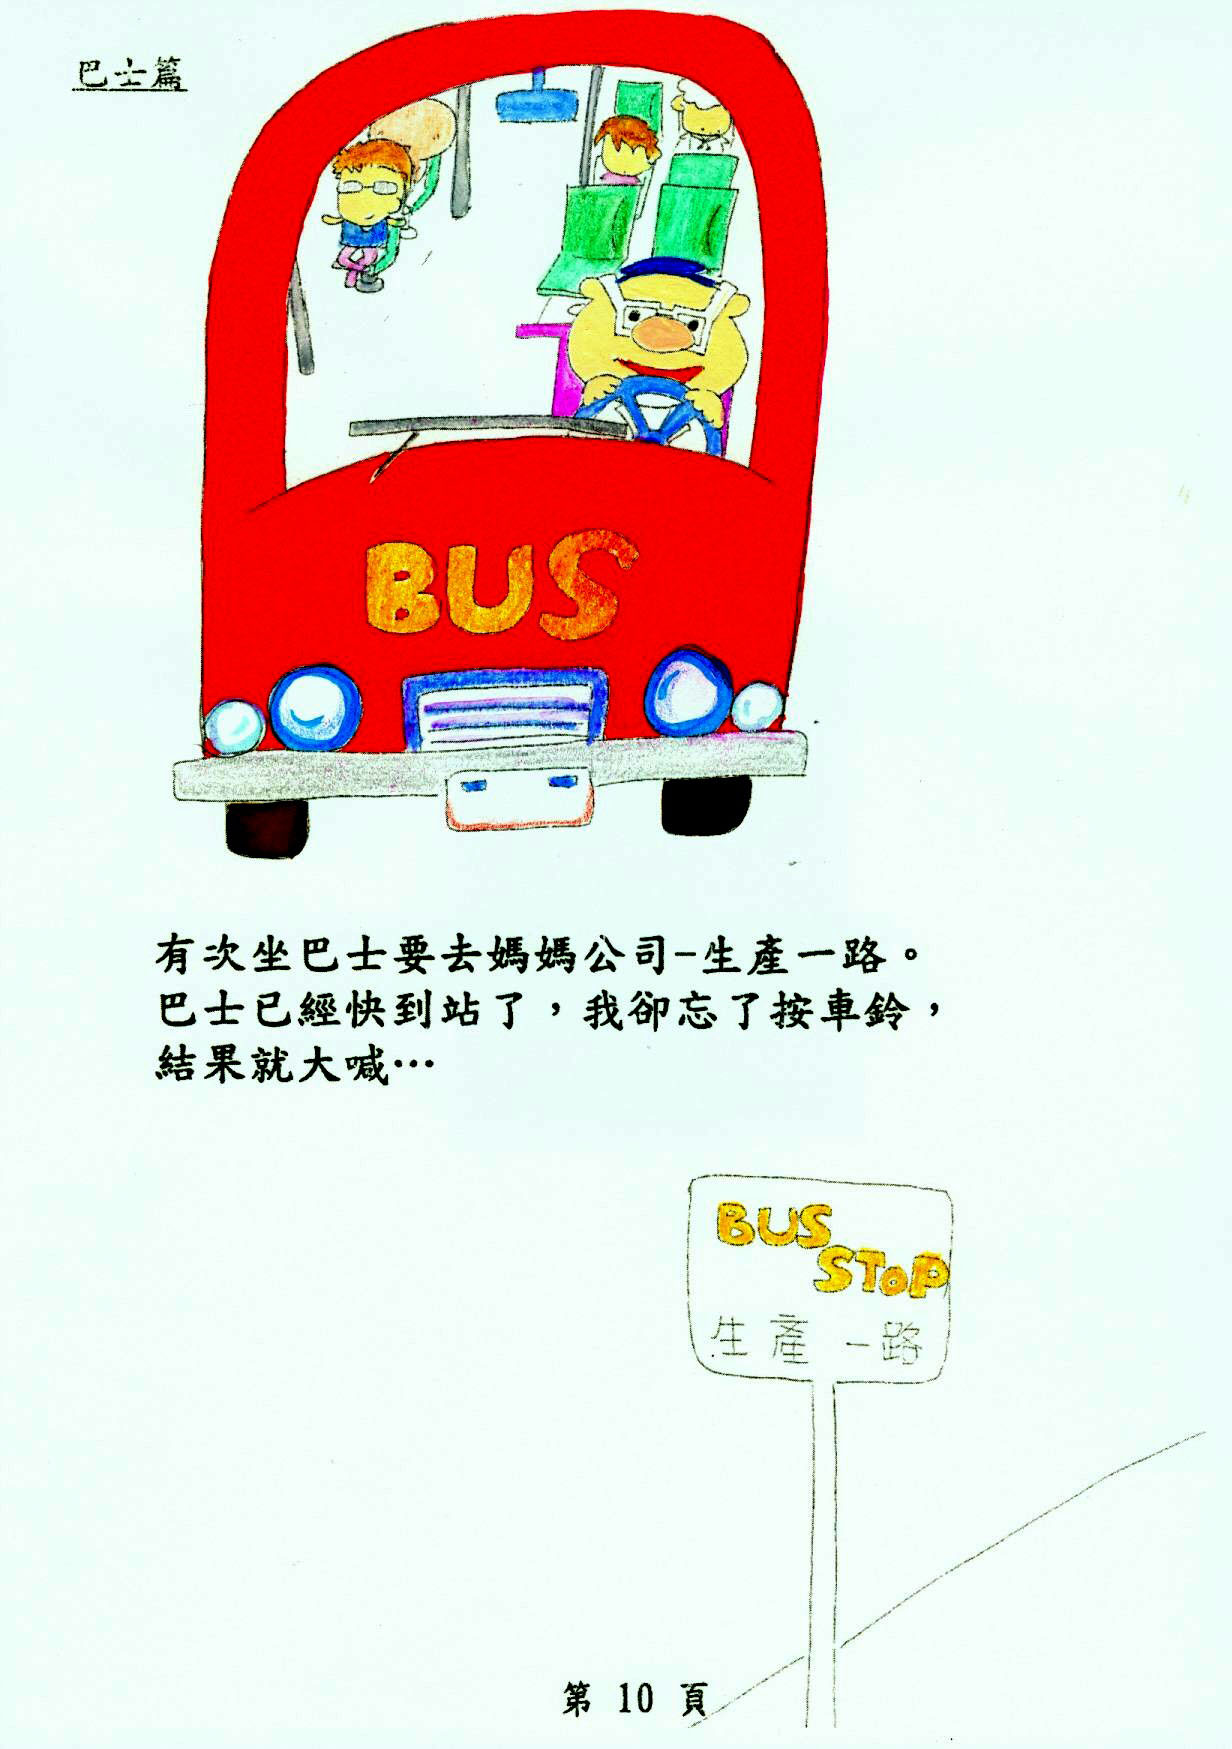 巴士篇
BUS
有次坐巴士要去媽媽公司-生產一路。
巴士已經快到站了，我卻忘了按車鈴，
結果就大喊…
BUS
STOP
生產一路
第 10 頁